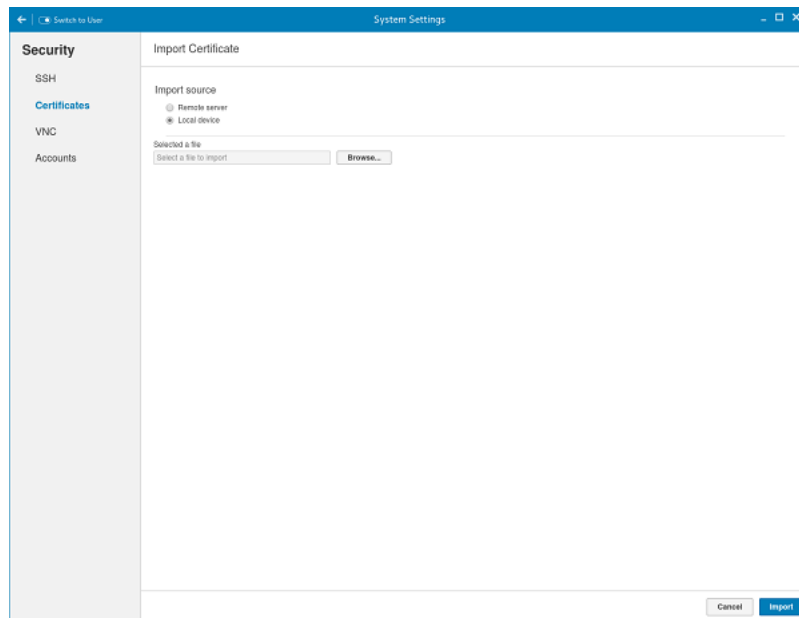 Switch to User
System Settings
Security
SSH
Certificates
VNC
Accounts
Import Certificate
Import source
Remote server
Local device
Selected a file
Select a file to import
Browse...
Cancel
Import